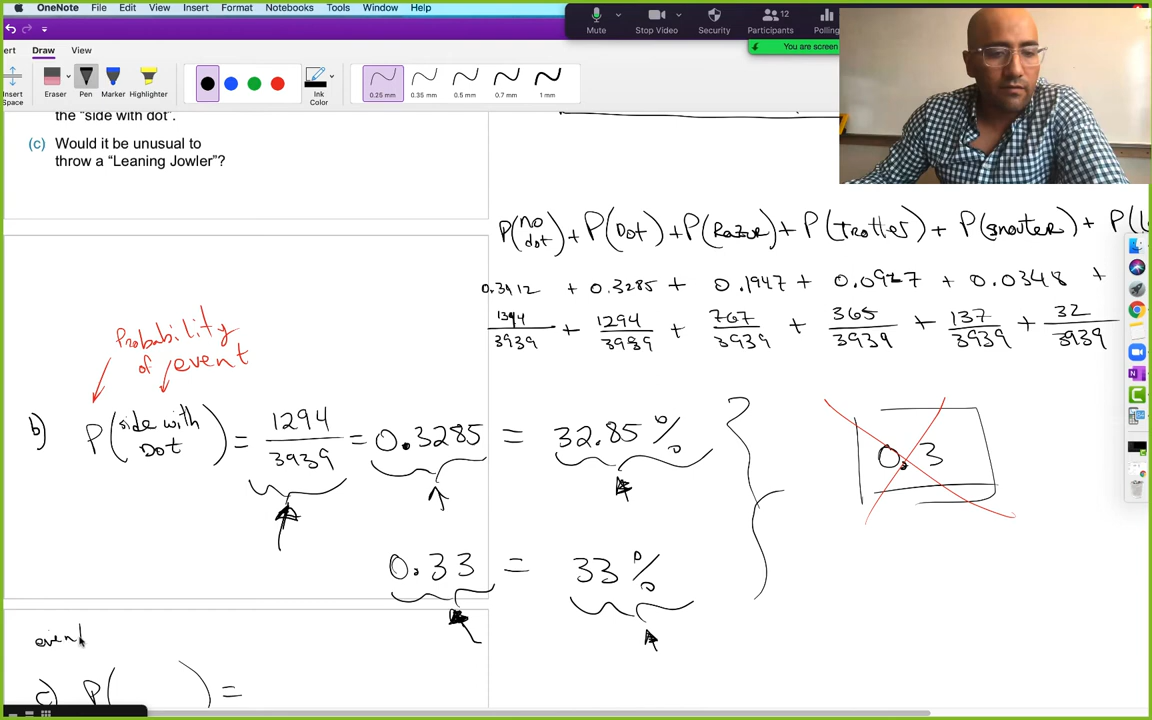 OneNote File Edit View Insert Format Notebooks Tools Window Help
Mute Stop Video Security Participants 12 Polling
You are screen
ert Draw View
Insert Space Eraser Pen Marker Highlighter Ink Color 0.25 mm 0.35 mm 0.5 mm 0.7 mm 1 mm
the “side with dot”.
(c) Would it be unusual to
throw a “Leaning Jowler”?
P(no dot) + P(Dot) + P(Razor) + P(trotter) + P(snouter) + P(L
0.3412 + 0.3285 + 0.1947 + 0.0927 + 0.0348 +
1344/3939 + 1294/3939 + 767/3939 + 365/3939 + 137/3939 + 32/3939
Probability
of event
b) P(side with Dot) = 1294/3939 = 0.3285 = 32.85%
0.3
0.33 = 33%
event
c) P( ) =